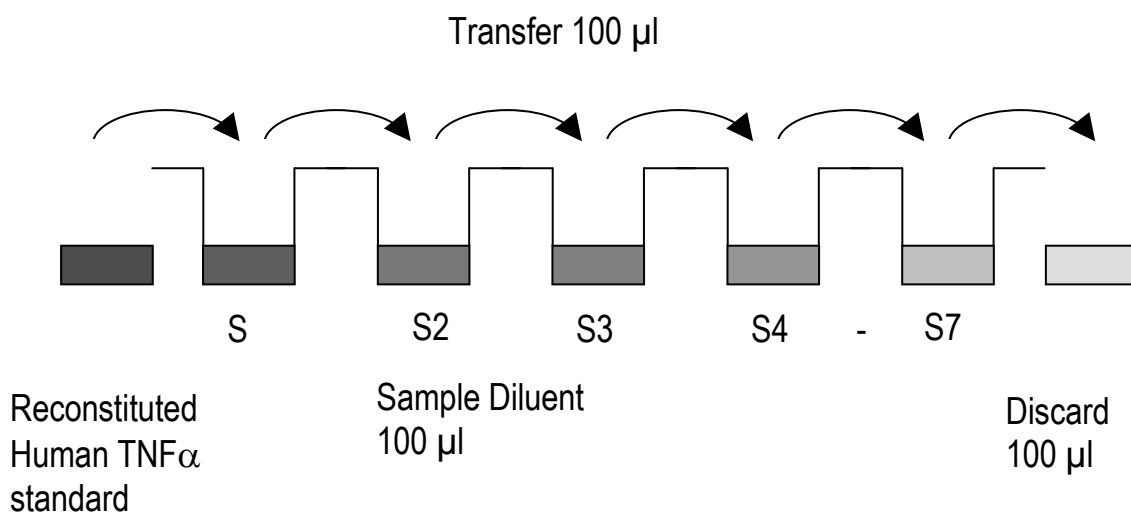 Transfer 100 µl
S S2 S3 S4 - S7
Reconstituted
Human TNFα
standard
Sample Diluent
100 µl
Discard
100 µl